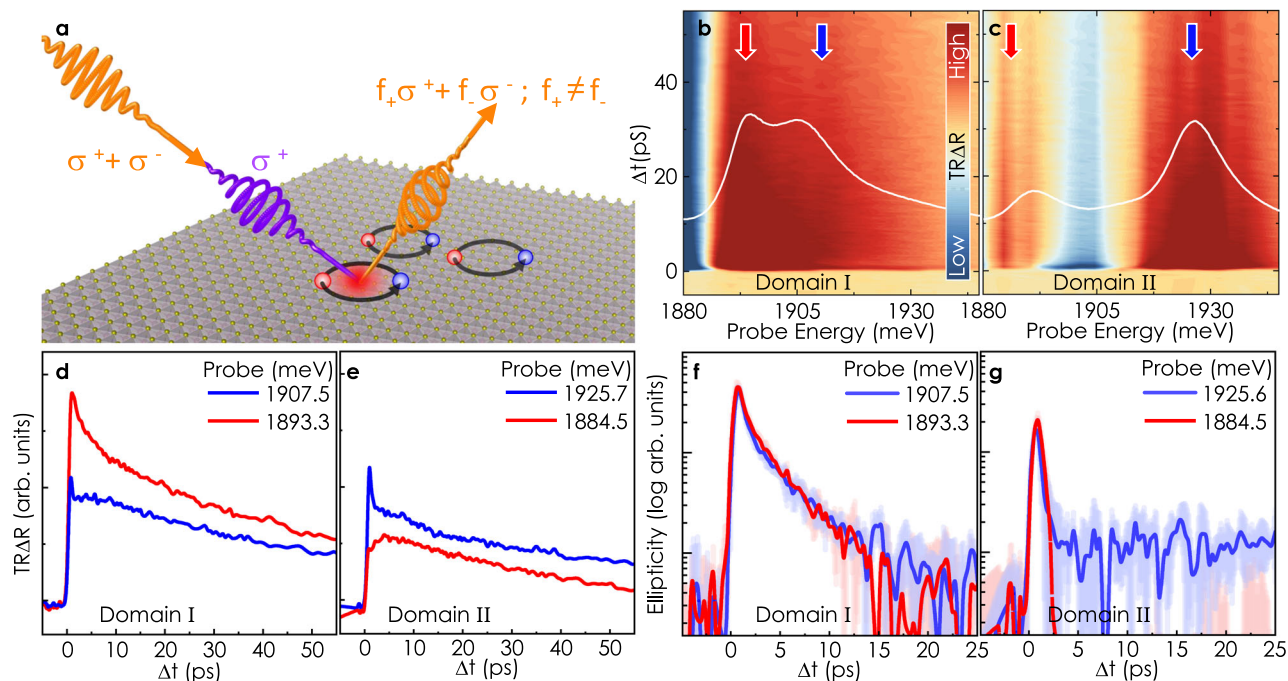 a
σ⁺ + σ⁻
σ⁺
f₊σ⁺ + f₋σ⁻ ; f₊ ≠ f₋
b
Δt(pS)
40
20
0
Domain I
1880 1905 1930
Probe Energy (meV)
High
TRΔR
Low
c
Domain II
1880 1905 1930
Probe Energy (meV)
d
Probe (meV)
1907.5
1893.3
TRΔR (arb. units)
Domain I
0 10 20 30 40 50
Δt (ps)
e
Probe (meV)
1925.7
1884.5
Domain II
0 10 20 30 40 50
Δt (ps)
f
Probe (meV)
1907.5
1893.3
Ellipticity (log arb. units)
Domain I
0 5 10 15 20 25
Δt (ps)
g
Probe (meV)
1925.6
1884.5
Domain II
0 5 10 15 20 25
Δt (ps)